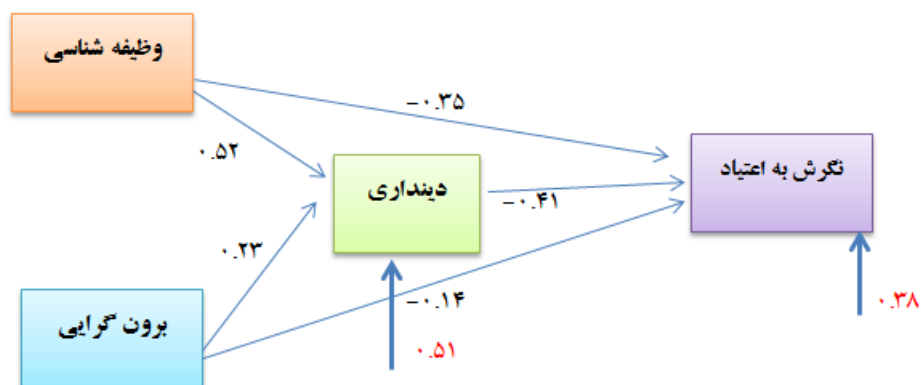 وظیفه شناسی
-۰.۳۵
۰.۵۲
نگرش به اعتیاد
دینداری
-۰.۴۱
۰.۲۳
-۰.۱۴
۰.۳۸
برون گرایی
۰.۵۱